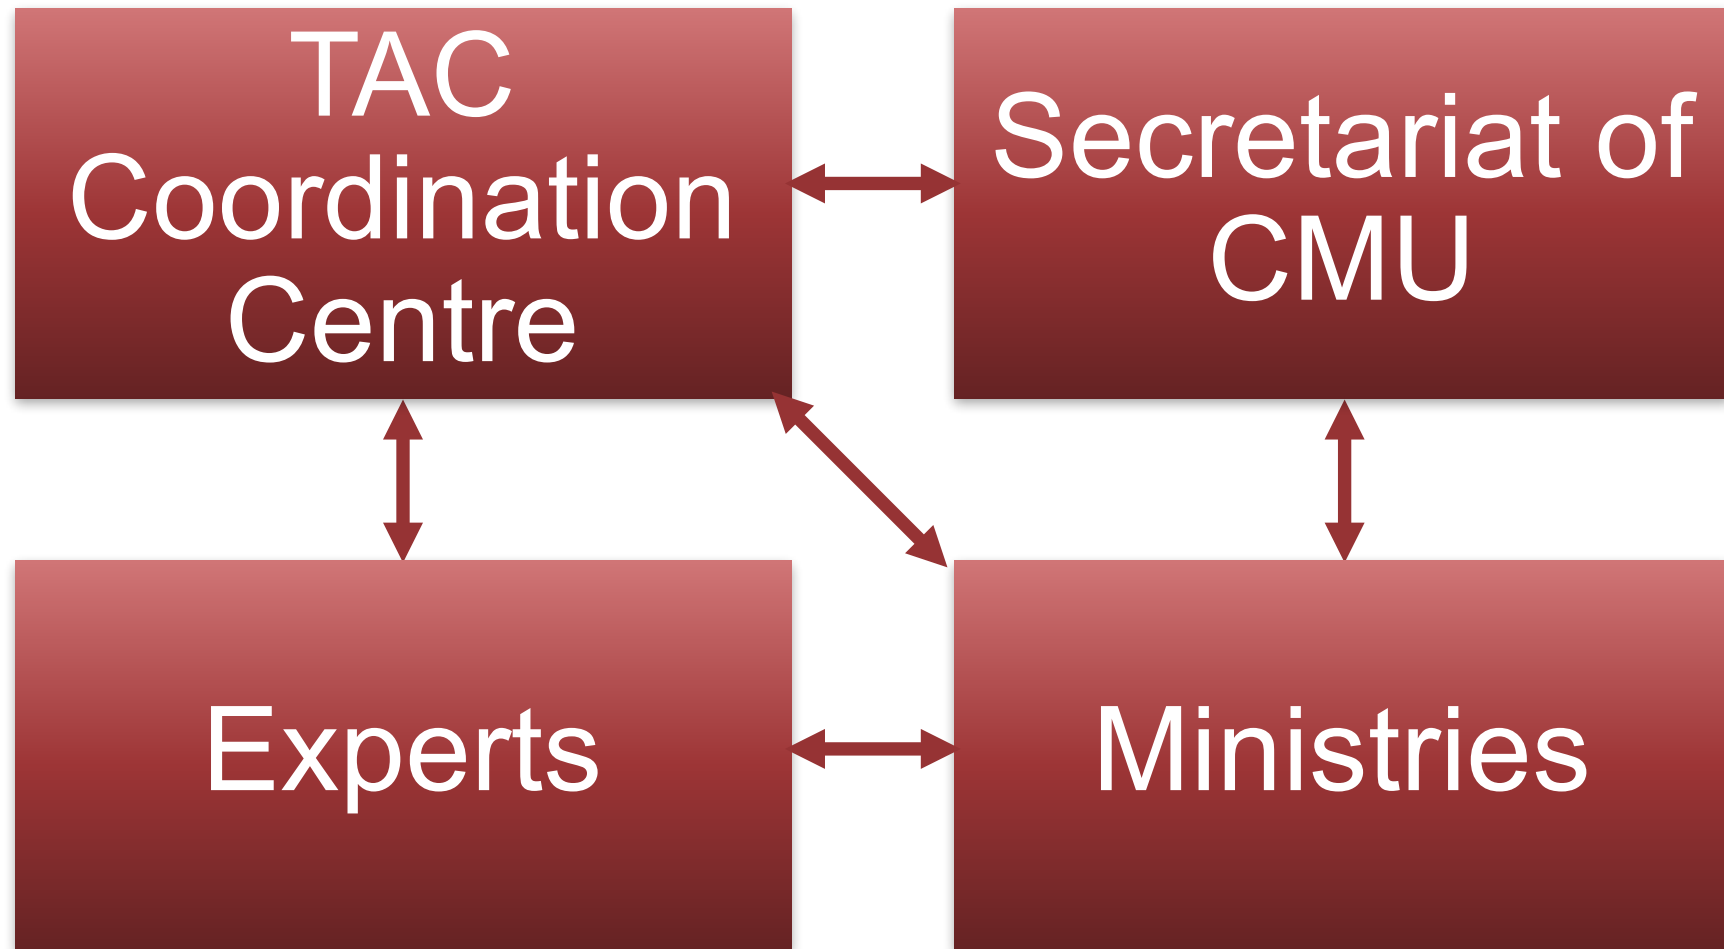 TAC
Coordination
Centre
Secretariat of
CMU
Experts
Ministries